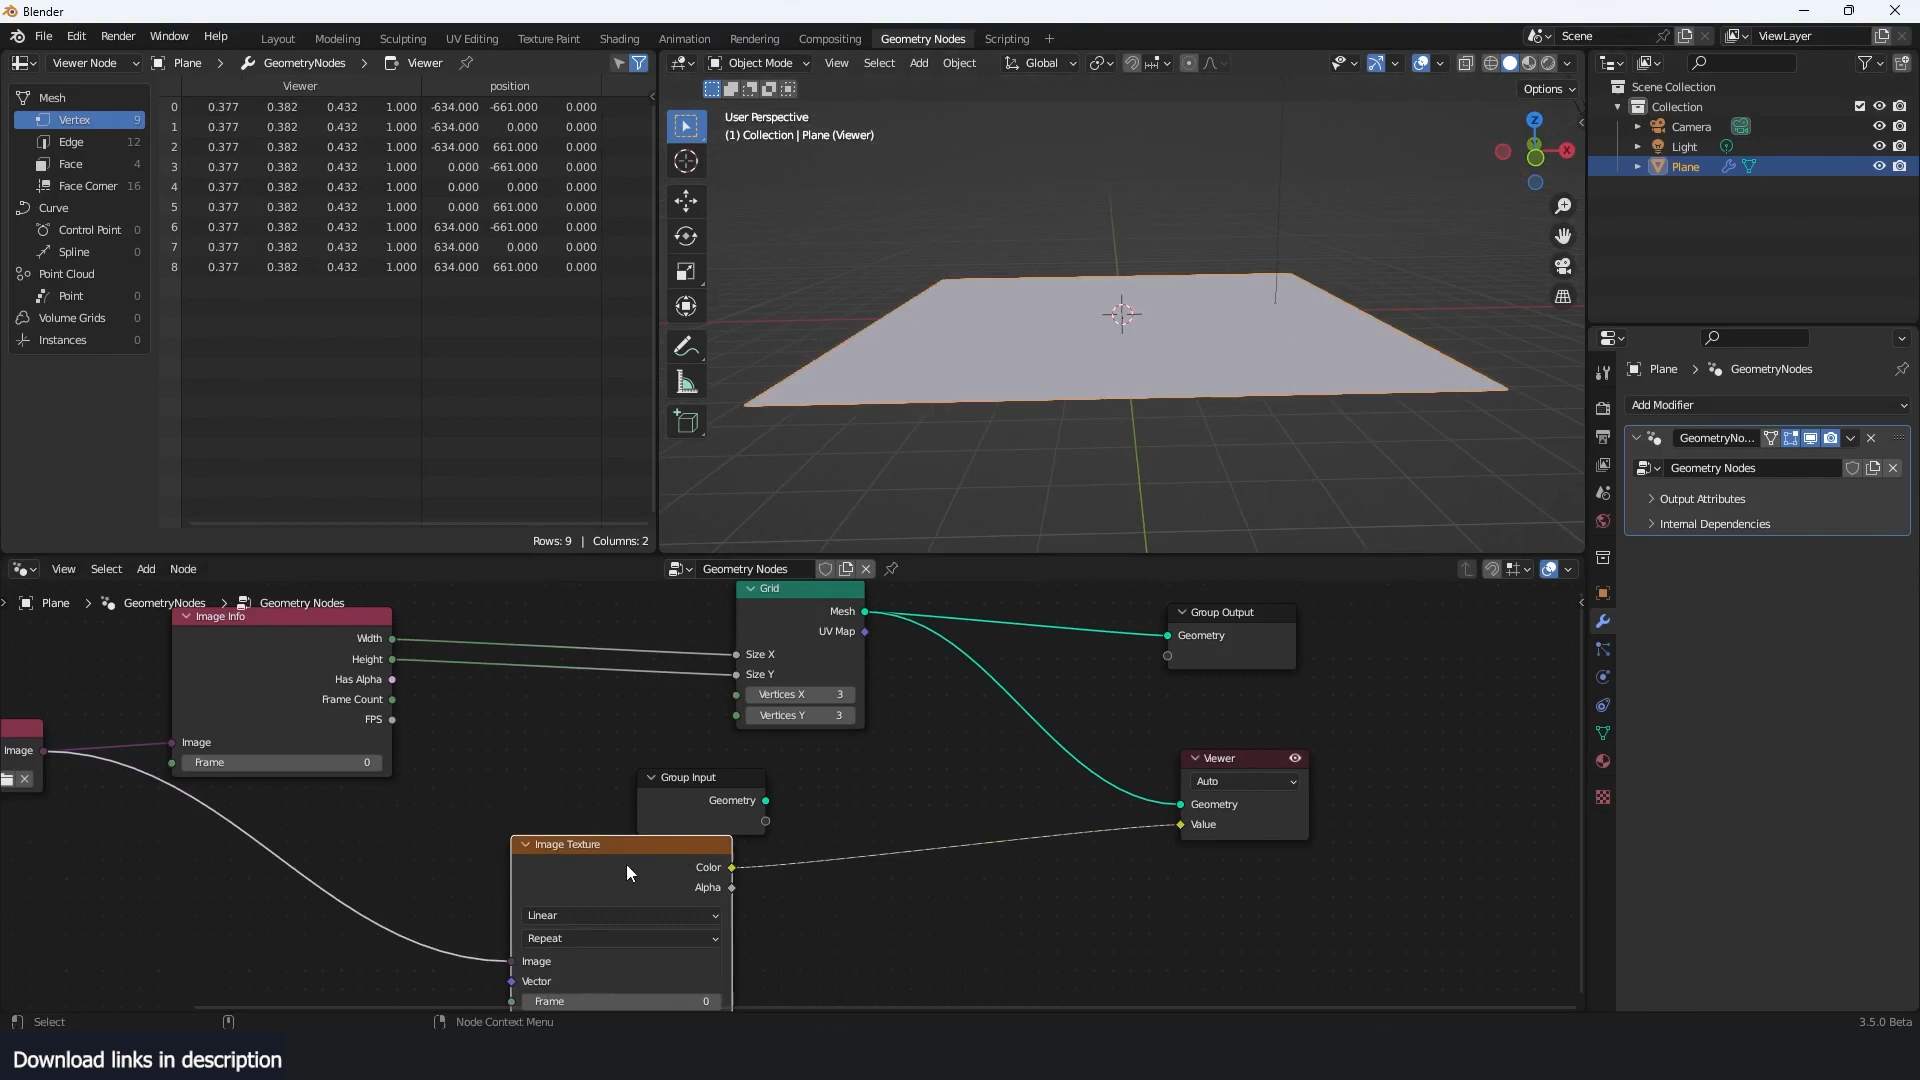 Blender
File Edit Render Window Help
Layout Modeling Sculpting UV Editing Texture Paint Shading Animation Rendering Compositing Geometry Nodes Scripting +
Scene
ViewLayer
Viewer Node
Plane > GeometryNodes > Viewer
Viewer position
Mesh
Vertex 9
Edge 12
Face 4
Face Corner 16
Curve
Control Point 0
Spline 0
Point Cloud
Point 0
Volume Grids 0
Instances 0
0 0.377 0.382 0.432 1.000 -634.000 -661.000 0.000
1 0.377 0.382 0.432 1.000 -634.000 0.000 0.000
2 0.377 0.382 0.432 1.000 -634.000 661.000 0.000
3 0.377 0.382 0.432 1.000 0.000 -661.000 0.000
4 0.377 0.382 0.432 1.000 0.000 0.000 0.000
5 0.377 0.382 0.432 1.000 0.000 661.000 0.000
6 0.377 0.382 0.432 1.000 634.000 -661.000 0.000
7 0.377 0.382 0.432 1.000 634.000 0.000 0.000
8 0.377 0.382 0.432 1.000 634.000 661.000 0.000
Rows: 9 | Columns: 2
Object Mode View Select Add Object Global
Options
User Perspective
(1) Collection | Plane (Viewer)
Z
X
Scene Collection
Collection
Camera
Light
Plane
Plane > GeometryNodes
Add Modifier
GeometryNo...
Geometry Nodes
Output Attributes
Internal Dependencies
View Select Add Node
Geometry Nodes
Plane > GeometryNodes > Geometry Nodes
Image
Image Info
Width
Height
Has Alpha
Frame Count
FPS
Image
Frame 0
Grid
Mesh
UV Map
Size X
Size Y
Vertices X 3
Vertices Y 3
Group Input
Geometry
Image Texture
Color
Alpha
Linear
Repeat
Image
Vector
Frame 0
Group Output
Geometry
Viewer
Auto
Geometry
Value
Select
Node Context Menu
3.5.0 Beta
Download links in description